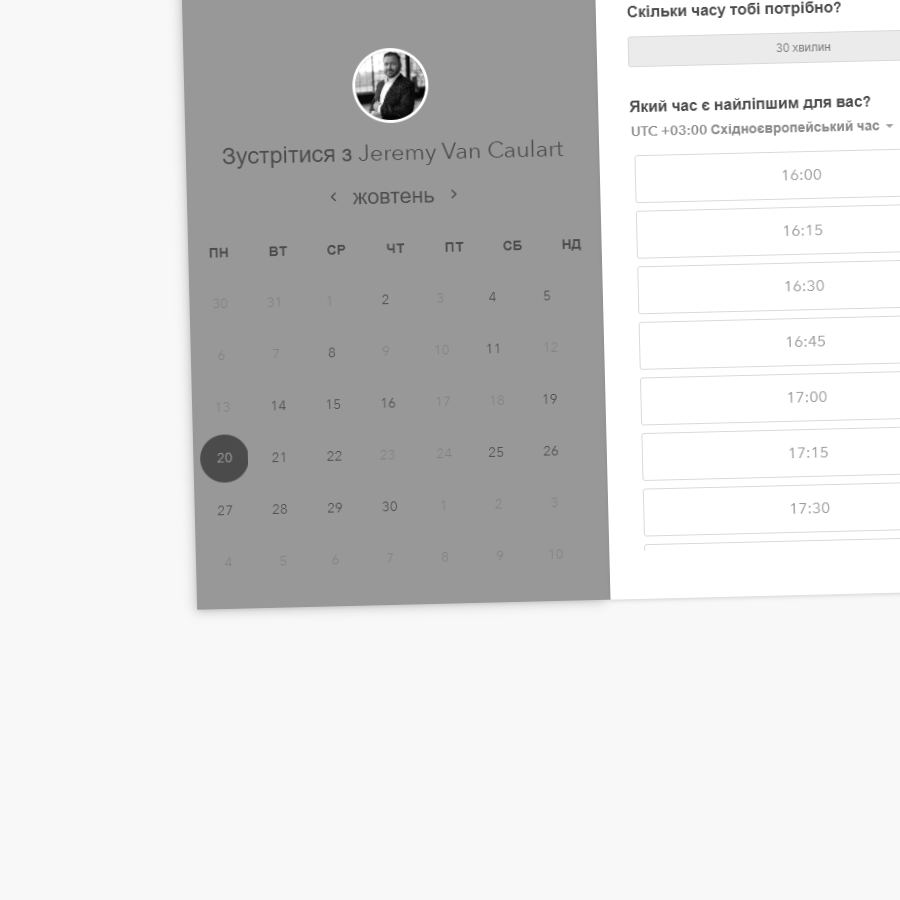 Зустрітися з Jeremy Van Caulart
< жовтень >
ПН ВТ СР ЧТ ПТ СБ НД
30 31 1 2 3 4 5
6 7 8 9 10 11 12
13 14 15 16 17 18 19
20 21 22 23 24 25 26
27 28 29 30 1 2 3
4 5 6 7 8 9 10
Скільки часу тобі потрібно?
30 хвилин
Який час є найліпшим для вас?
UTC +03:00 Східноєвропейський час
16:00
16:15
16:30
16:45
17:00
17:15
17:30